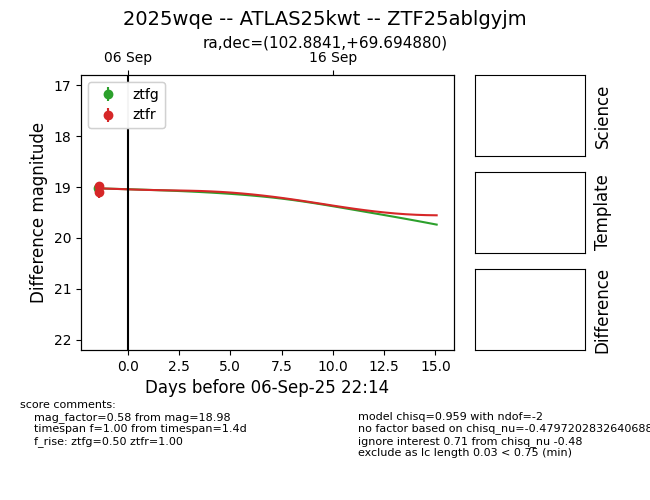 2025wqe -- ATLAS25kwt -- ZTF25ablgyjm
ra,dec=(102.8841,+69.694880)
06 Sep
16 Sep
17
18
19
20
21
22
Difference magnitude
ztfg
ztfr
0.0
2.5
5.0
7.5
10.0
12.5
15.0
Days before 06-Sep-25 22:14
Science
Template
Difference
score comments:
mag_factor=0.58 from mag=18.98
timespan f=1.00 from timespan=1.4d
f_rise: ztfg=0.50 ztfr=1.00
model chisq=0.959 with ndof=-2
no factor based on chisq_nu=-0.4797202832640688
ignore interest 0.71 from chisq_nu -0.48
exclude as lc length 0.03 < 0.75 (min)